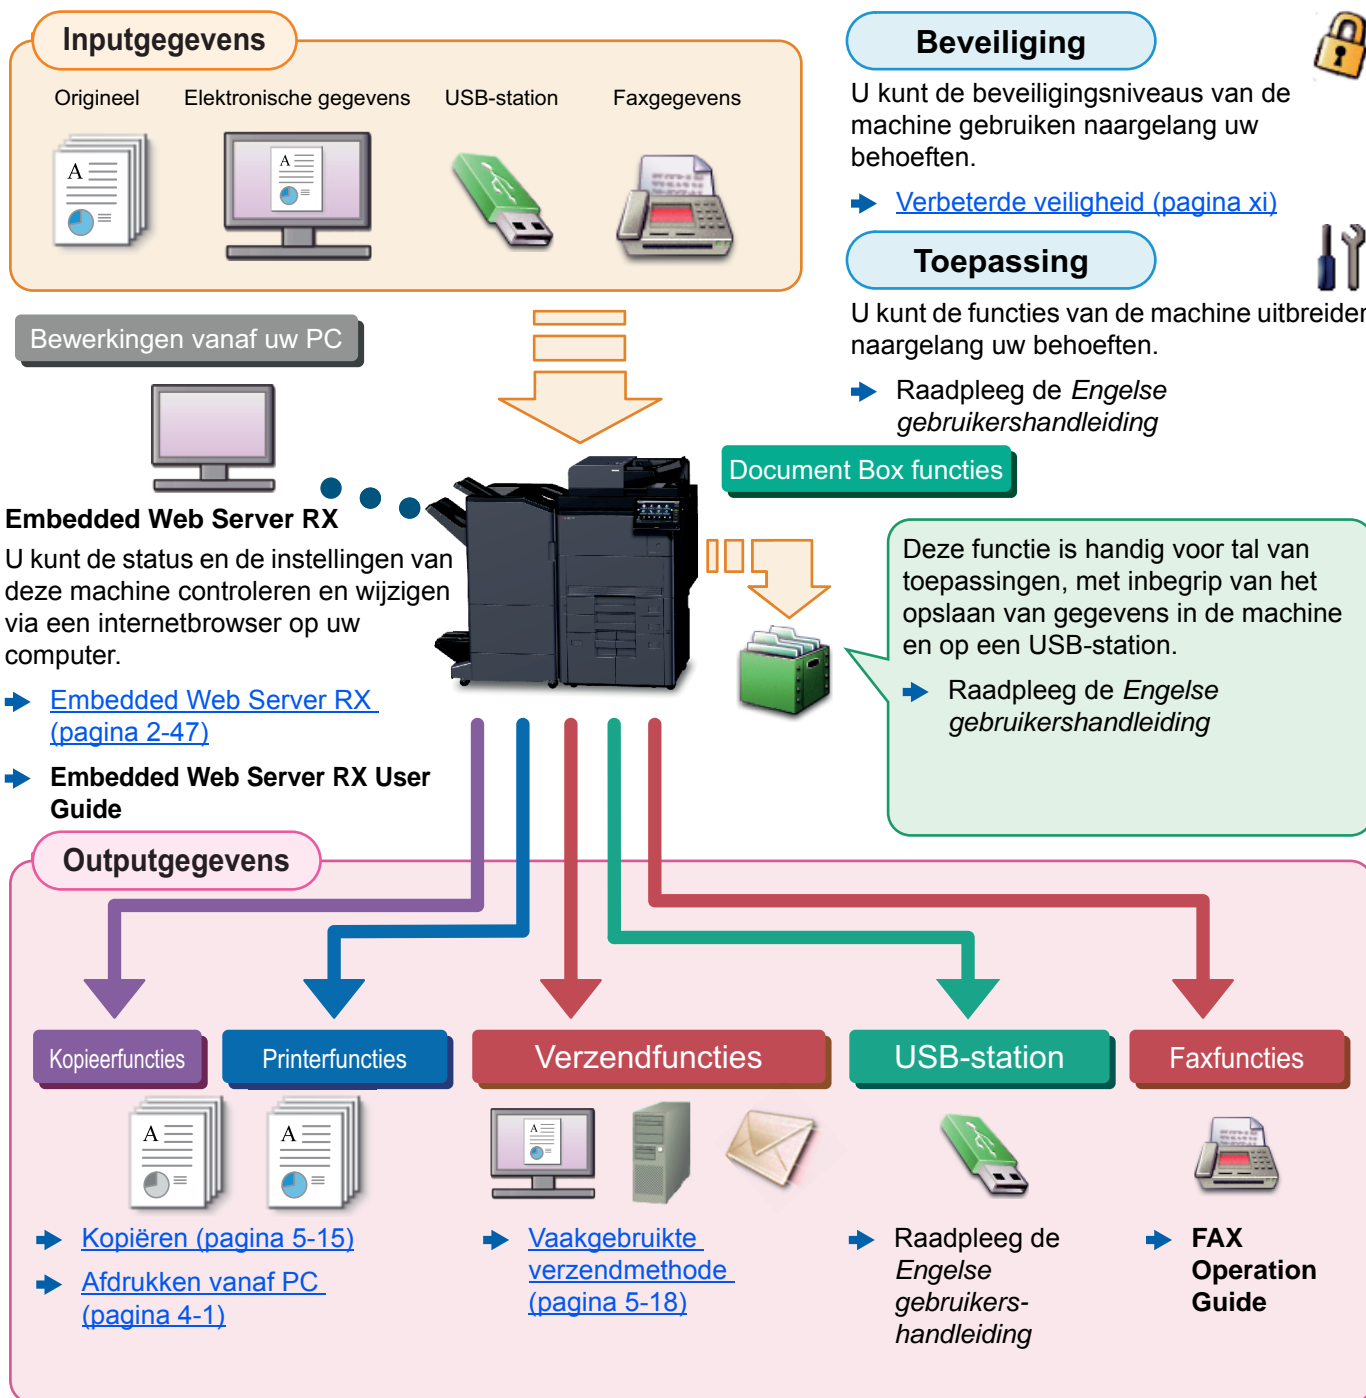 Inputgegevens
Origineel
Elektronische gegevens
USB-station
Faxgegevens
Beveiliging
U kunt de beveiligingsniveaus van de
machine gebruiken naargelang uw
behoeften.
Verbeterde veiligheid (pagina xi)
Toepassing
U kunt de functies van de machine uitbreiden
naargelang uw behoeften.
Raadpleeg de Engelse
gebruikershandleiding
Bewerkingen vanaf uw PC
Embedded Web Server RX
U kunt de status en de instellingen van
deze machine controleren en wijzigen
via een internetbrowser op uw
computer.
Embedded Web Server RX
(pagina 2-47)
Embedded Web Server RX User
Guide
Document Box functies
Deze functie is handig voor tal van
toepassingen, met inbegrip van het
opslaan van gegevens in de machine
en op een USB-station.
Raadpleeg de Engelse
gebruikershandleiding
Outputgegevens
Kopieerfuncties
Printerfuncties
Verzendfuncties
USB-station
Faxfuncties
Kopiëren (pagina 5-15)
Afdrukken vanaf PC
(pagina 4-1)
Vaakgebruikte
verzendmethode
(pagina 5-18)
Raadpleeg de
Engelse
gebruikers-
handleiding
FAX
Operation
Guide